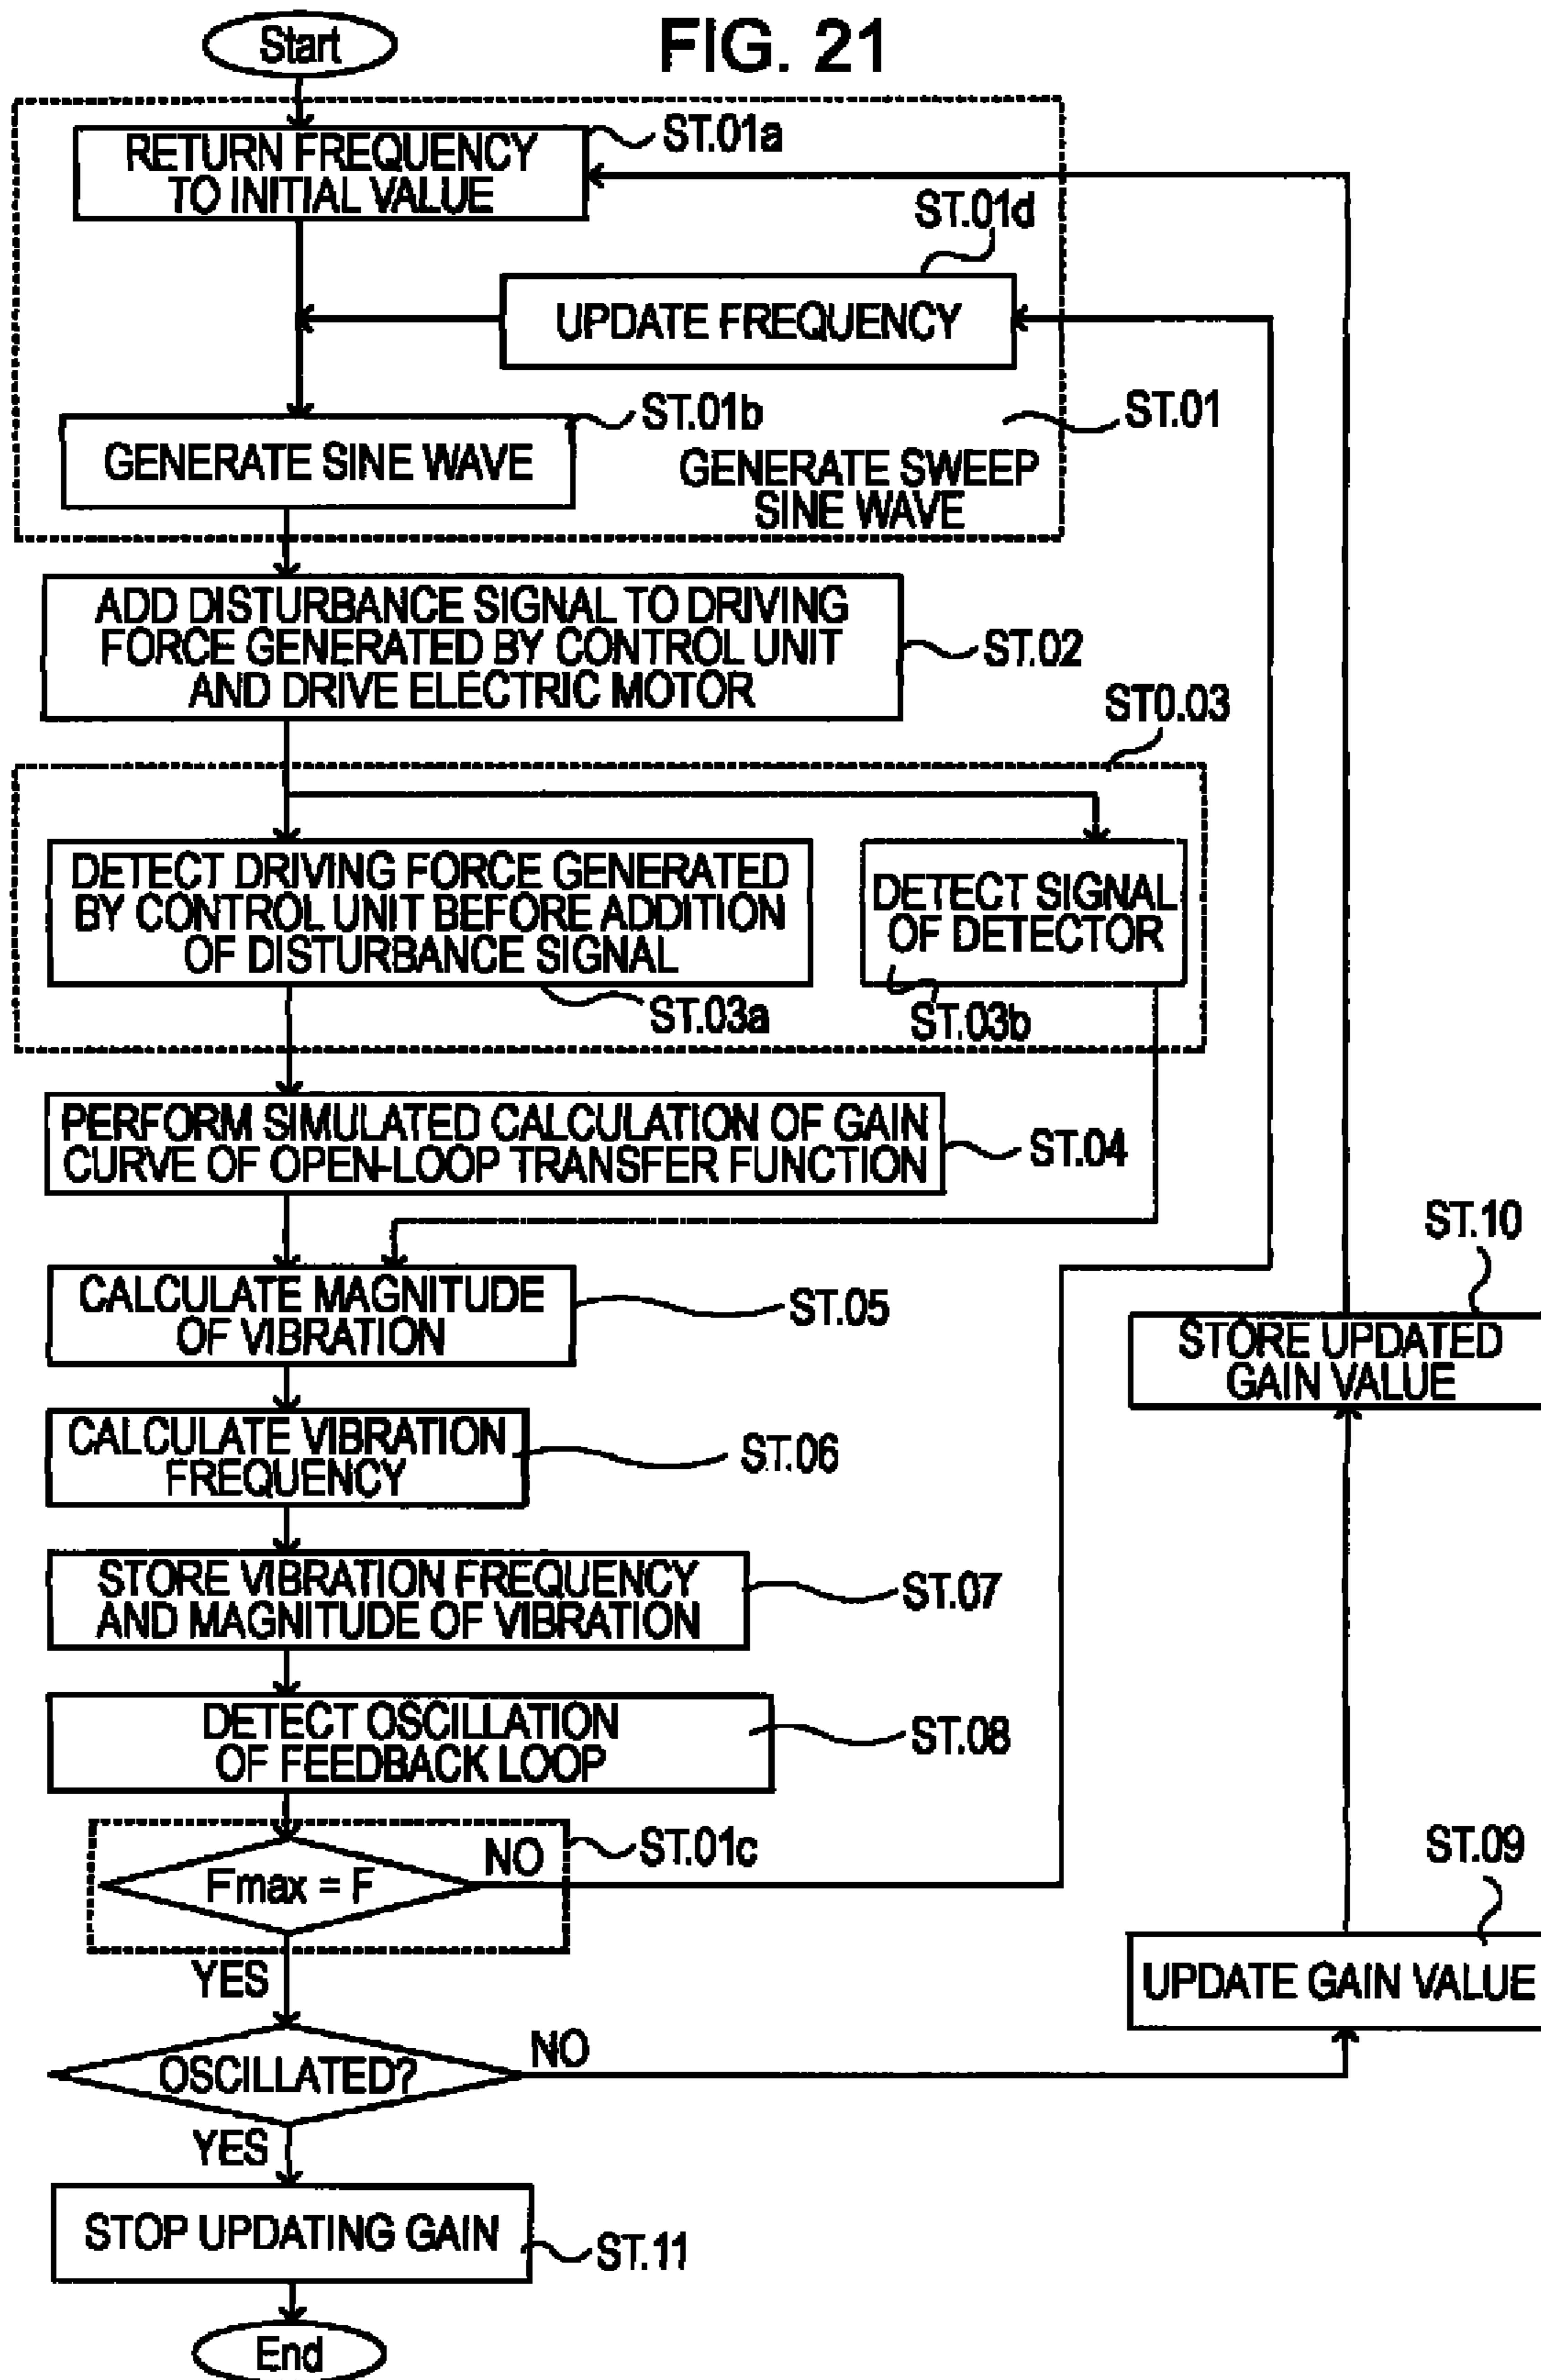 FIG. 21
Start
RETURN FREQUENCY
TO INITIAL VALUE
ST.01a
ST.01d
UPDATE FREQUENCY
ST.01b
GENERATE SINE WAVE
ST.01
GENERATE SWEEP
SINE WAVE
ADD DISTURBANCE SIGNAL TO DRIVING
FORCE GENERATED BY CONTROL UNIT
AND DRIVE ELECTRIC MOTOR
ST.02
ST0.03
DETECT DRIVING FORCE GENERATED
BY CONTROL UNIT BEFORE ADDITION
OF DISTURBANCE SIGNAL
ST.03a
DETECT SIGNAL
OF DETECTOR
ST.03b
PERFORM SIMULATED CALCULATION OF GAIN
CURVE OF OPEN-LOOP TRANSFER FUNCTION
ST.04
CALCULATE MAGNITUDE
OF VIBRATION
ST.05
ST.10
STORE UPDATED
GAIN VALUE
CALCULATE VIBRATION
FREQUENCY
ST.06
STORE VIBRATION FREQUENCY
AND MAGNITUDE OF VIBRATION
ST.07
DETECT OSCILLATION
OF FEEDBACK LOOP
ST.08
Fmax = F
NO
ST.01c
YES
ST.09
UPDATE GAIN VALUE
OSCILLATED?
NO
YES
STOP UPDATING GAIN
ST.11
End